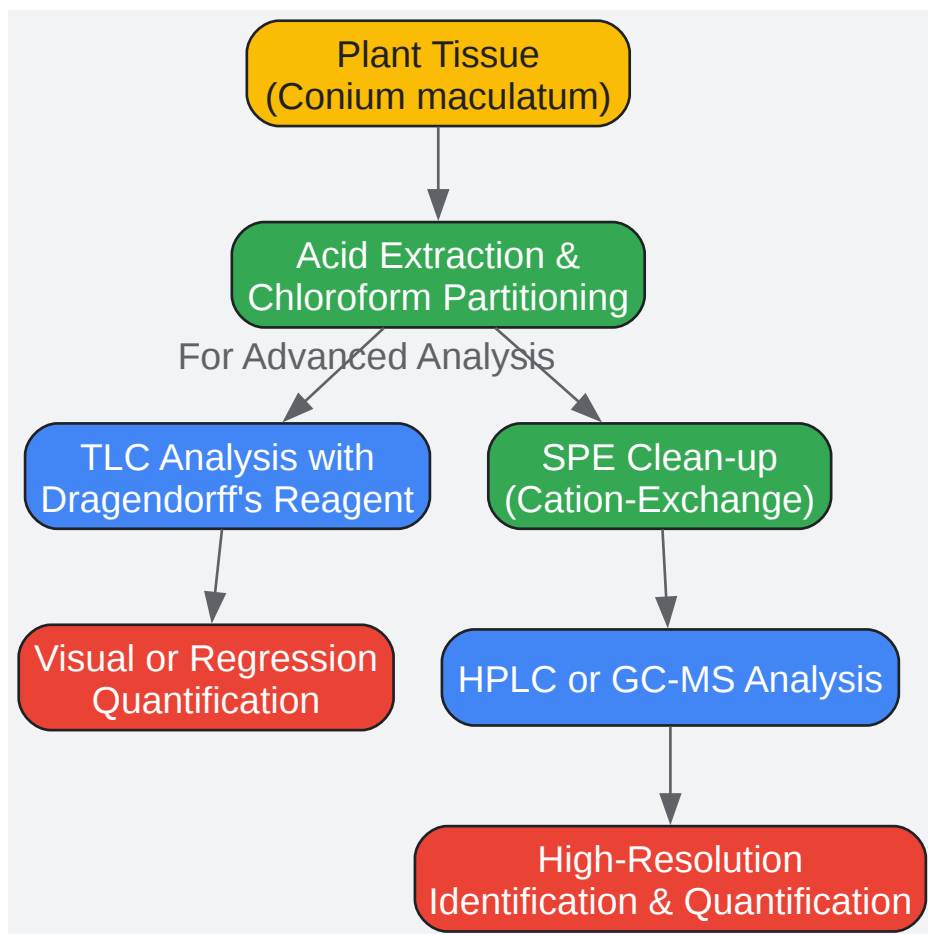 Plant Tissue
(Conium maculatum)
Acid Extraction &
Chloroform Partitioning
For Advanced Analysis
TLC Analysis with
Dragendorff's Reagent
SPE Clean-up
(Cation-Exchange)
Visual or Regression
Quantification
HPLC or GC-MS Analysis
High-Resolution
Identification & Quantification